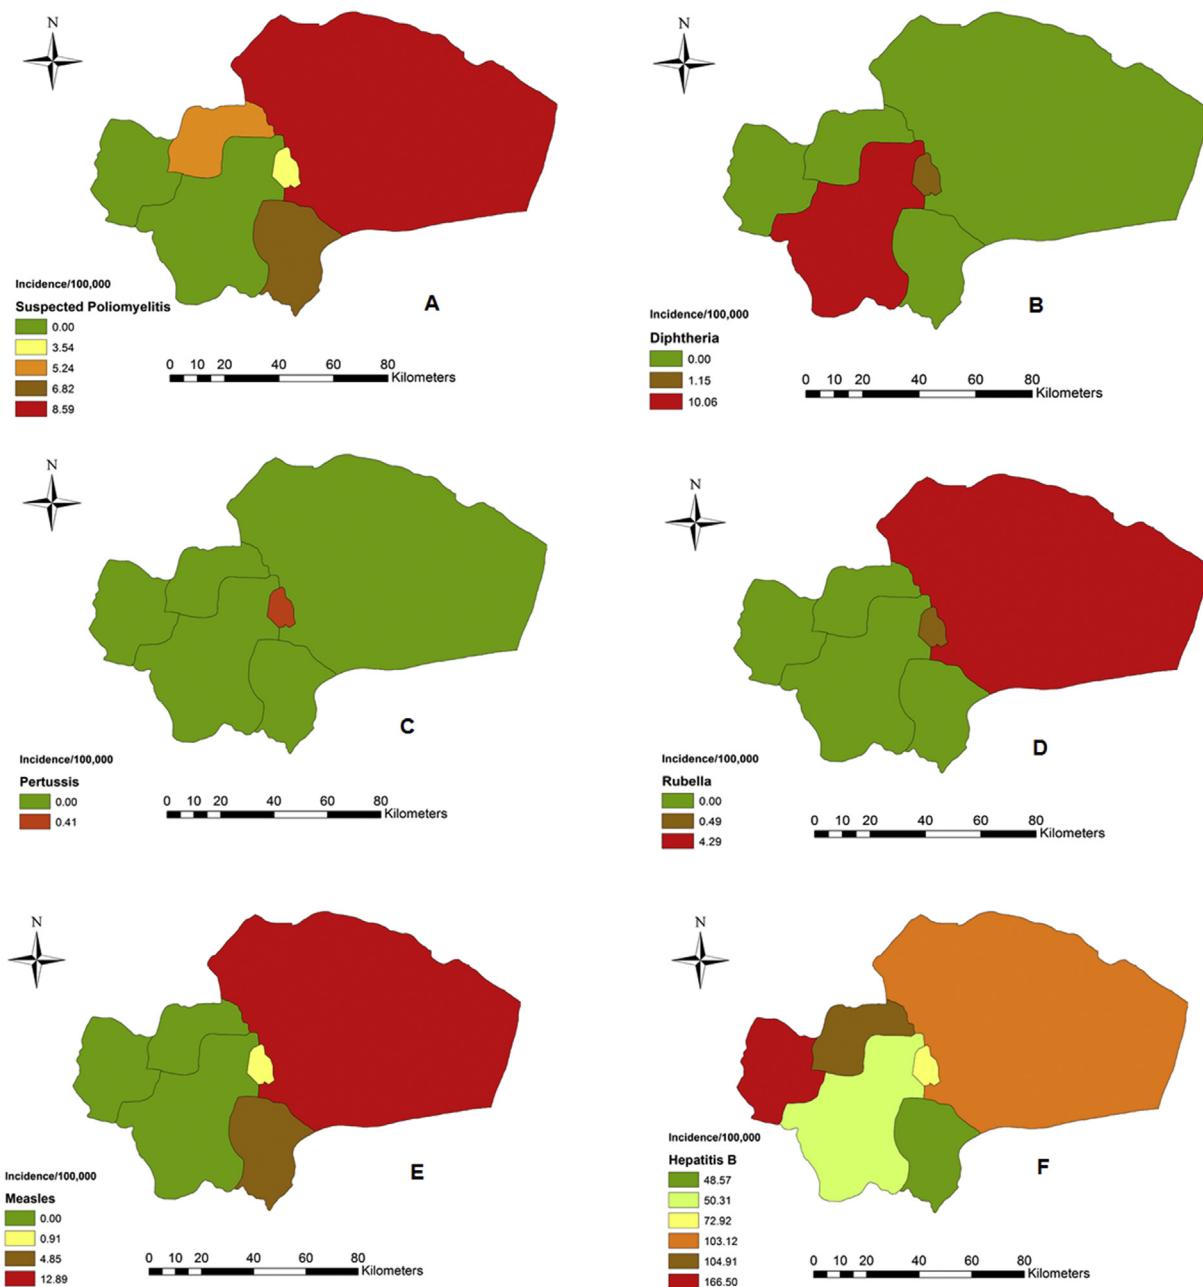 N
Incidence/100,000
Suspected Poliomyelitis
0.00
3.54
5.24
6.82
8.59
A
0 10 20 40 60 80
Kilometers
N
Incidence/100,000
Diphtheria
0.00
1.15
10.06
B
0 10 20 40 60 80
Kilometers
N
Incidence/100,000
Pertussis
0.00
0.41
C
0 10 20 40 60 80
Kilometers
N
Incidence/100,000
Rubella
0.00
0.49
4.29
D
0 10 20 40 60 80
Kilometers
N
Incidence/100,000
Measles
0.00
0.91
4.85
12.89
E
0 10 20 40 60 80
Kilometers
N
Incidence/100,000
Hepatitis B
48.57
50.31
72.92
103.12
104.91
166.50
F
0 10 20 40 60 80
Kilometers